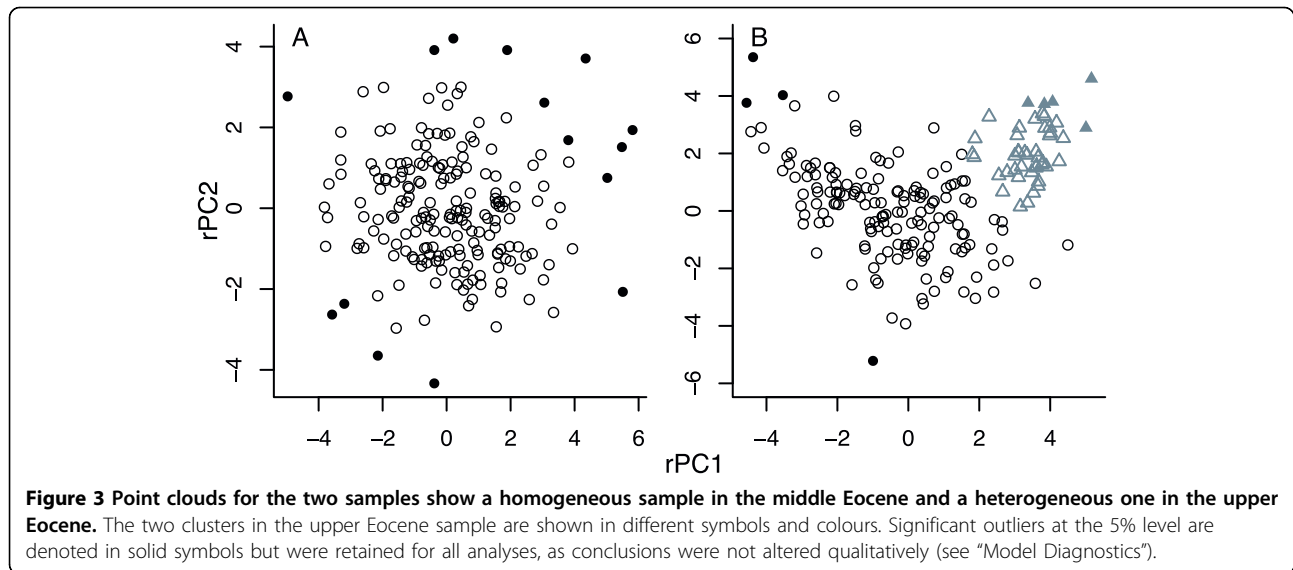 A
B
rPC2
4
2
0
−2
−4
6
4
2
0
−2
−4
−6
−4 −2 0 2 4 6
−4 −2 0 2 4
rPC1
Figure 3 Point clouds for the two samples show a homogeneous sample in the middle Eocene and a heterogeneous one in the upper
Eocene. The two clusters in the upper Eocene sample are shown in different symbols and colours. Significant outliers at the 5% level are
denoted in solid symbols but were retained for all analyses, as conclusions were not altered qualitatively (see “Model Diagnostics”).